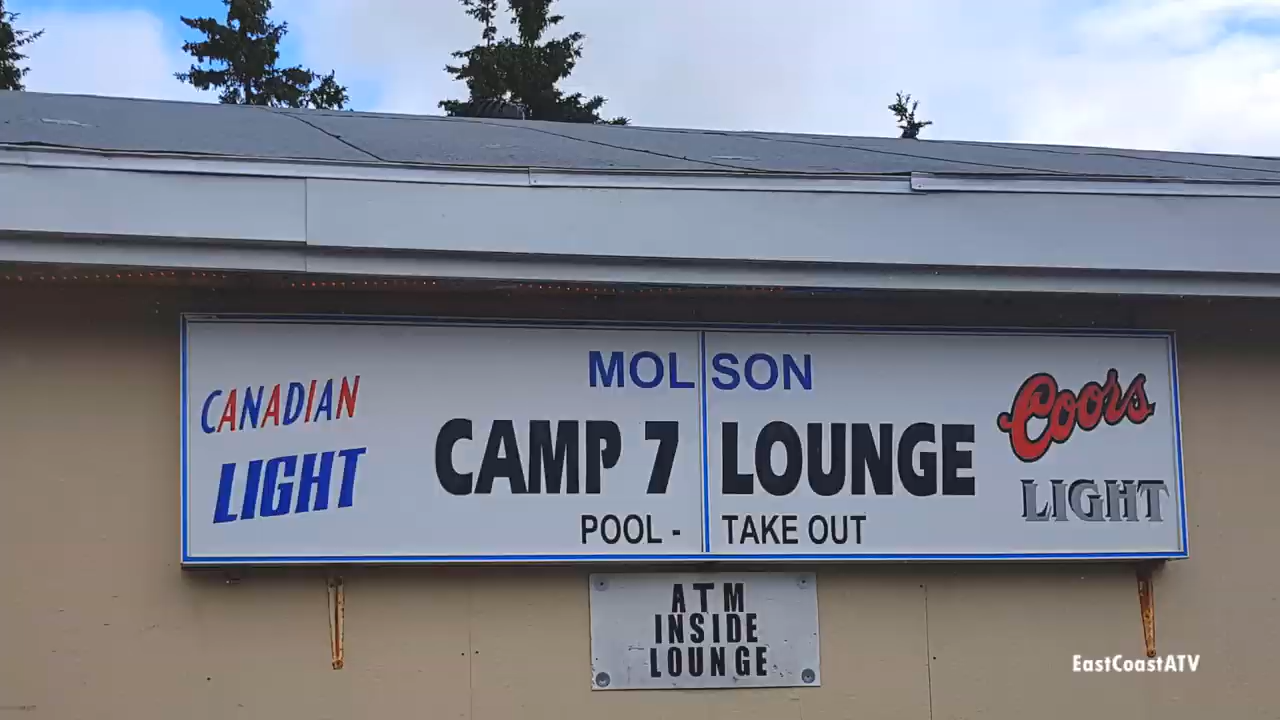 CANADIAN
LIGHT
MOLSON
CAMP 7 LOUNGE
POOL - TAKE OUT
Coors
LIGHT
ATM
INSIDE
LOUNGE
EastCoastATV